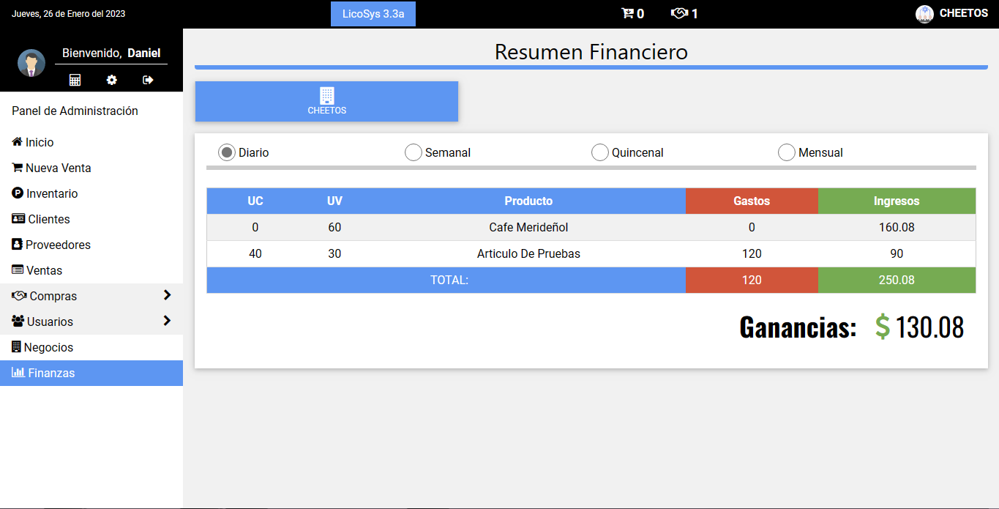 Jueves, 26 de Enero del 2023
LicoSys 3.3a
0
1
CHEETOS
Bienvenido, Daniel
Panel de Administración
Inicio
Nueva Venta
Inventario
Clientes
Proveedores
Ventas
Compras
Usuarios
Negocios
Finanzas
Resumen Financiero
CHEETOS
Diario Semanal Quincenal Mensual
UC UV Producto Gastos Ingresos
0 60 Cafe Merideñol 0 160.08
40 30 Articulo De Pruebas 120 90
TOTAL: 120 250.08
Ganancias: $ 130.08